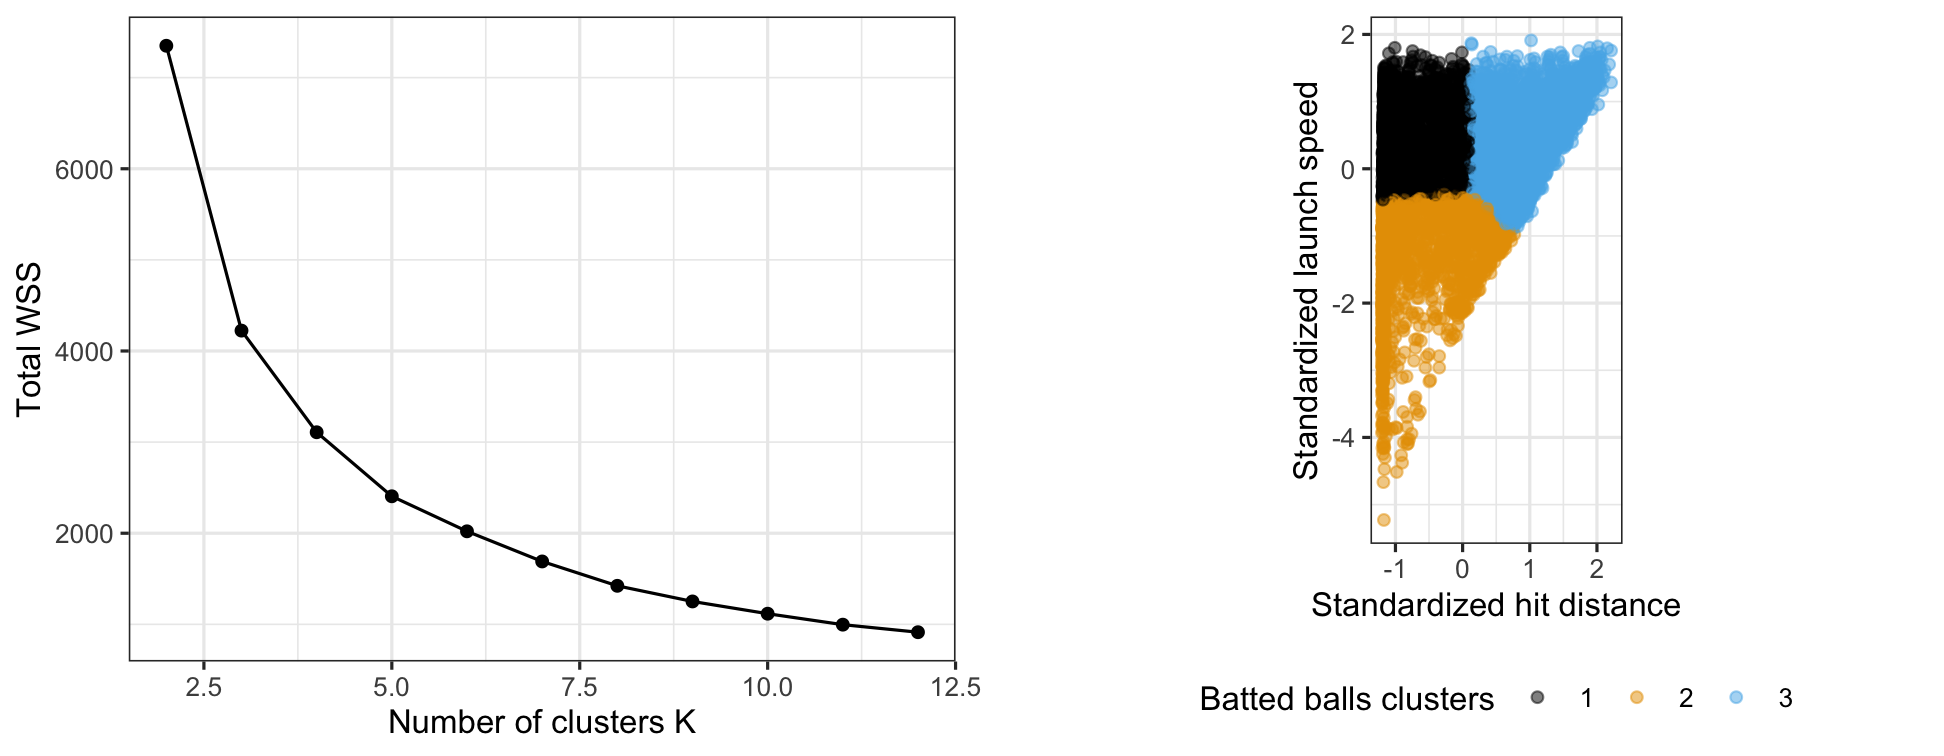 Total WSS
6000
4000
2000
2.5 5.0 7.5 10.0 12.5
Number of clusters K
Standardized launch speed
2
0
-2
-4
-1 0 1 2
Standardized hit distance
Batted balls clusters 1 2 3